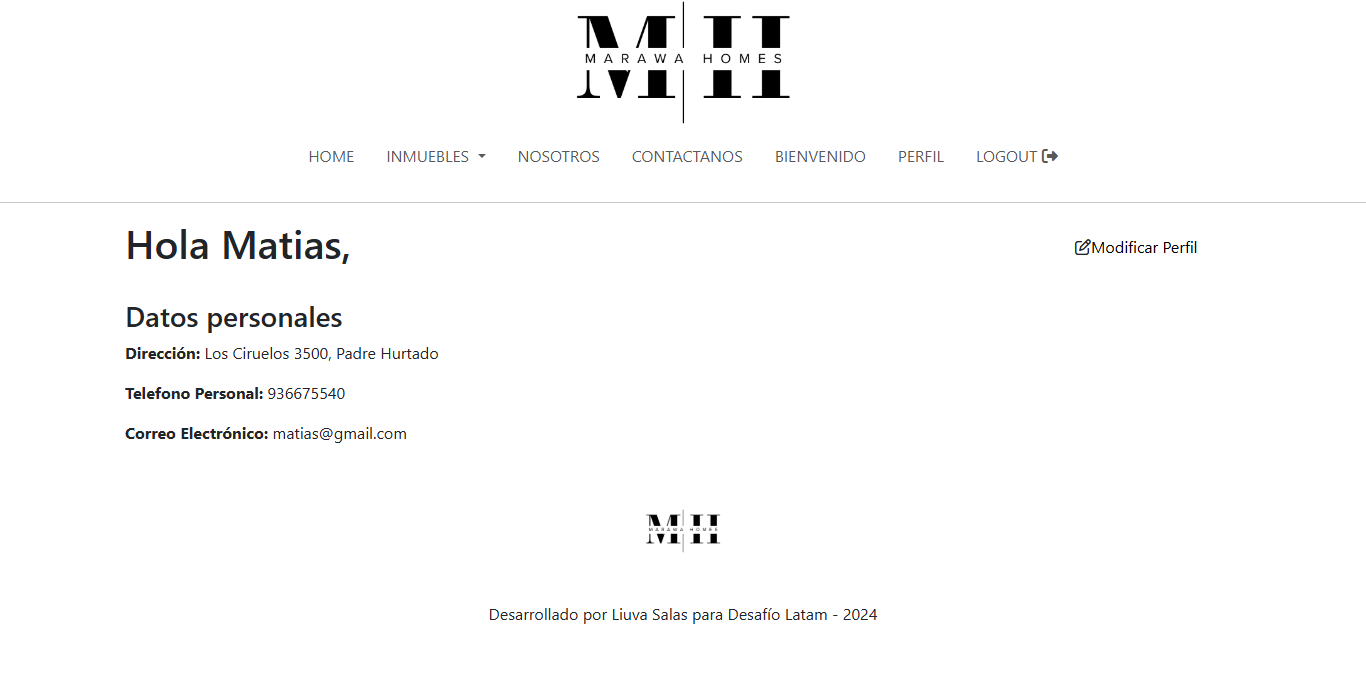 MH
MARAWA HOMES
HOME INMUEBLES NOSOTROS CONTACTANOS BIENVENIDO PERFIL LOGOUT
Hola Matias,
Modificar Perfil
Datos personales
Dirección: Los Ciruelos 3500, Padre Hurtado
Telefono Personal: 936675540
Correo Electrónico: matias@gmail.com
MH
MARAWA HOMES
Desarrollado por Liuva Salas para Desafío Latam - 2024